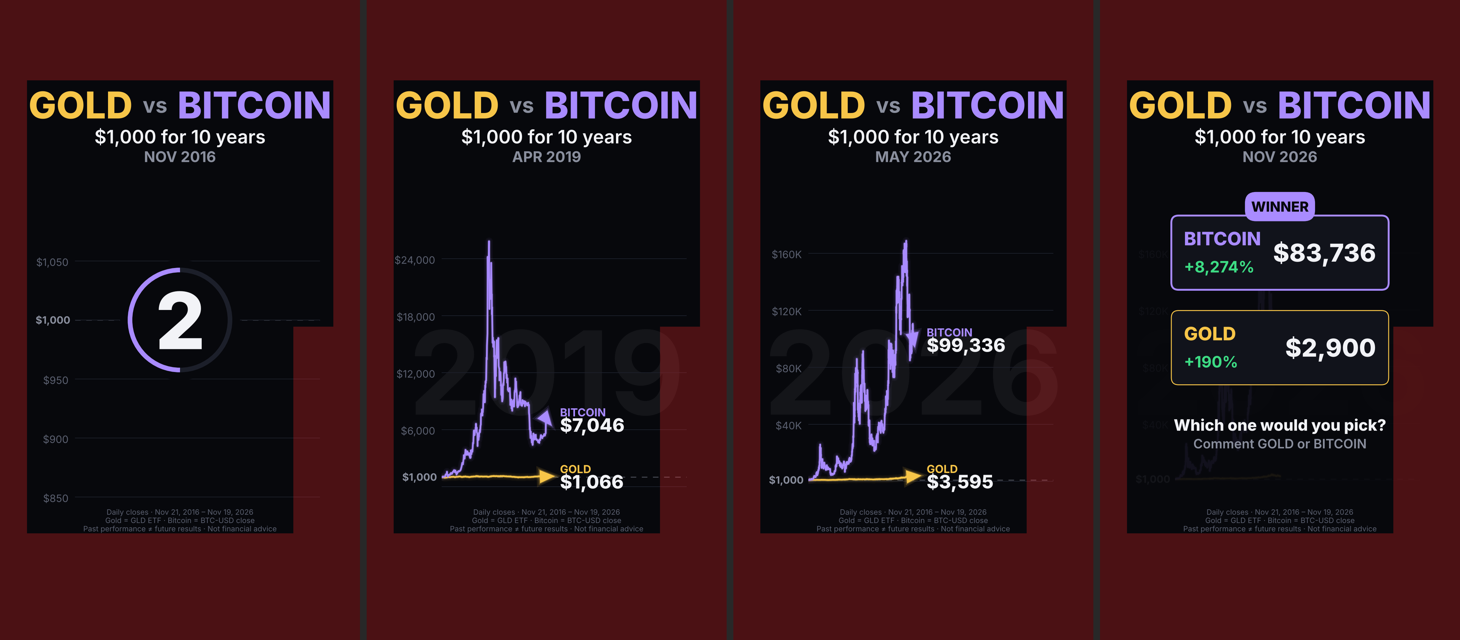 GOLD vs BITCOIN
$1,000 for 10 years
NOV 2016
$1,050
$1,000
$950
$900
$850
2
Daily closes · Nov 21, 2016 – Nov 19, 2026
Gold = GLD ETF · Bitcoin = BTC-USD close
Past performance ≠ future results · Not financial advice
GOLD vs BITCOIN
$1,000 for 10 years
APR 2019
2019
$24,000
$18,000
$12,000
$6,000
$1,000
BITCOIN
$7,046
GOLD
$1,066
Daily closes · Nov 21, 2016 – Nov 19, 2026
Gold = GLD ETF · Bitcoin = BTC-USD close
Past performance ≠ future results · Not financial advice
GOLD vs BITCOIN
$1,000 for 10 years
MAY 2026
2026
$160K
$120K
$80K
$40K
$1,000
BITCOIN
$99,336
GOLD
$3,595
Daily closes · Nov 21, 2016 – Nov 19, 2026
Gold = GLD ETF · Bitcoin = BTC-USD close
Past performance ≠ future results · Not financial advice
GOLD vs BITCOIN
$1,000 for 10 years
NOV 2026
WINNER
BITCOIN
+8,274%
$83,736
GOLD
+190%
$2,900
Which one would you pick?
Comment GOLD or BITCOIN
$1,000
Daily closes · Nov 21, 2016 – Nov 19, 2026
Gold = GLD ETF · Bitcoin = BTC-USD close
Past performance ≠ future results · Not financial advice